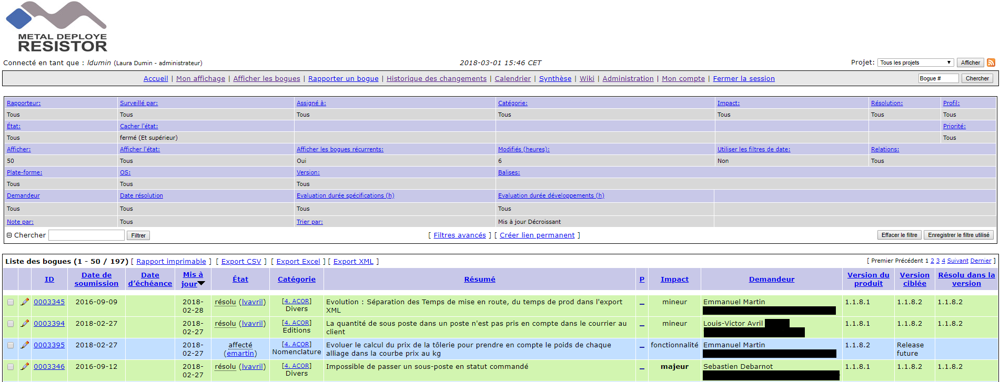 METAL DEPLOYE
RESISTOR
Connecté en tant que : ldumin (Laura Dumin - administrateur)
2018-03-01 15:46 CET
Projet: Tous les projets Afficher
Accueil | Mon affichage | Afficher les bogues | Rapporter un bogue | Historique des changements | Calendrier | Synthèse | Wiki | Administration | Mon compte | Fermer la session
Bogue # Chercher
Rapporteur: Surveillé par: Assigné à: Catégorie: Impact: Résolution: Profil:
Tous Tous Tous Tous Tous Tous Tous
État: Cacher l'état: Priorité:
Tous fermé (Et supérieur) Tous
Afficher: Afficher l'état: Afficher les bogues récurrents: Modifiés (heures): Utiliser les filtres de date: Relations:
50 Tous Oui 6 Non Tous
Plate-forme: OS: Version: Balises:
Tous Tous Tous
Demandeur Date résolution Evaluation durée spécifications (h) Evaluation durée développements (h)
Tous Tous Tous Tous
Note par: Tous Trier par: Mis à jour Décroissant
Chercher Filtrer [ Filtres avancés ] [ Créer lien permanent ] Effacer le filtre Enregistrer le filtre utilisé
Liste des bogues (1 - 50 / 197) [ Rapport imprimable ] [ Export CSV ] [ Export Excel ] [ Export XML ] [ Premier Précédent 1 2 3 4 Suivant Dernier ]
ID Date de soumission Date d'échéance Mis à jour État Catégorie Résumé P Impact Demandeur Version du produit Version ciblée Résolu dans la version
0003345 2016-09-09 2018-02-28 résolu (lvavril) [4. ACOR] Divers Evolution : Séparation des Temps de mise en route, du temps de prod dans l'export XML _ mineur Emmanuel Martin 1.1.8.1 1.1.8.2 1.1.8.2
0003394 2018-02-27 2018-02-27 résolu (lvavril) [4. ACOR] Editions La quantité de sous poste dans un poste n'est pas pris en compte dans le courrier au client _ mineur Louis-Victor Avril 1.1.8.1 1.1.8.2 1.1.8.2
0003395 2018-02-27 2018-02-27 affecté (emartin) [4. ACOR] Nomenclature Evoluer le calcul du prix de la tôlerie pour prendre en compte le poids de chaque alliage dans la courbe prix au kg _ fonctionnalité Emmanuel Martin 1.1.8.2 Release future
0003346 2016-09-12 2018-02-27 résolu (lvavril) [4. ACOR] Divers Impossible de passer un sous-poste en statut commandé _ majeur Sebastien Debarnot 1.1.8.1 1.1.8.2 1.1.8.2